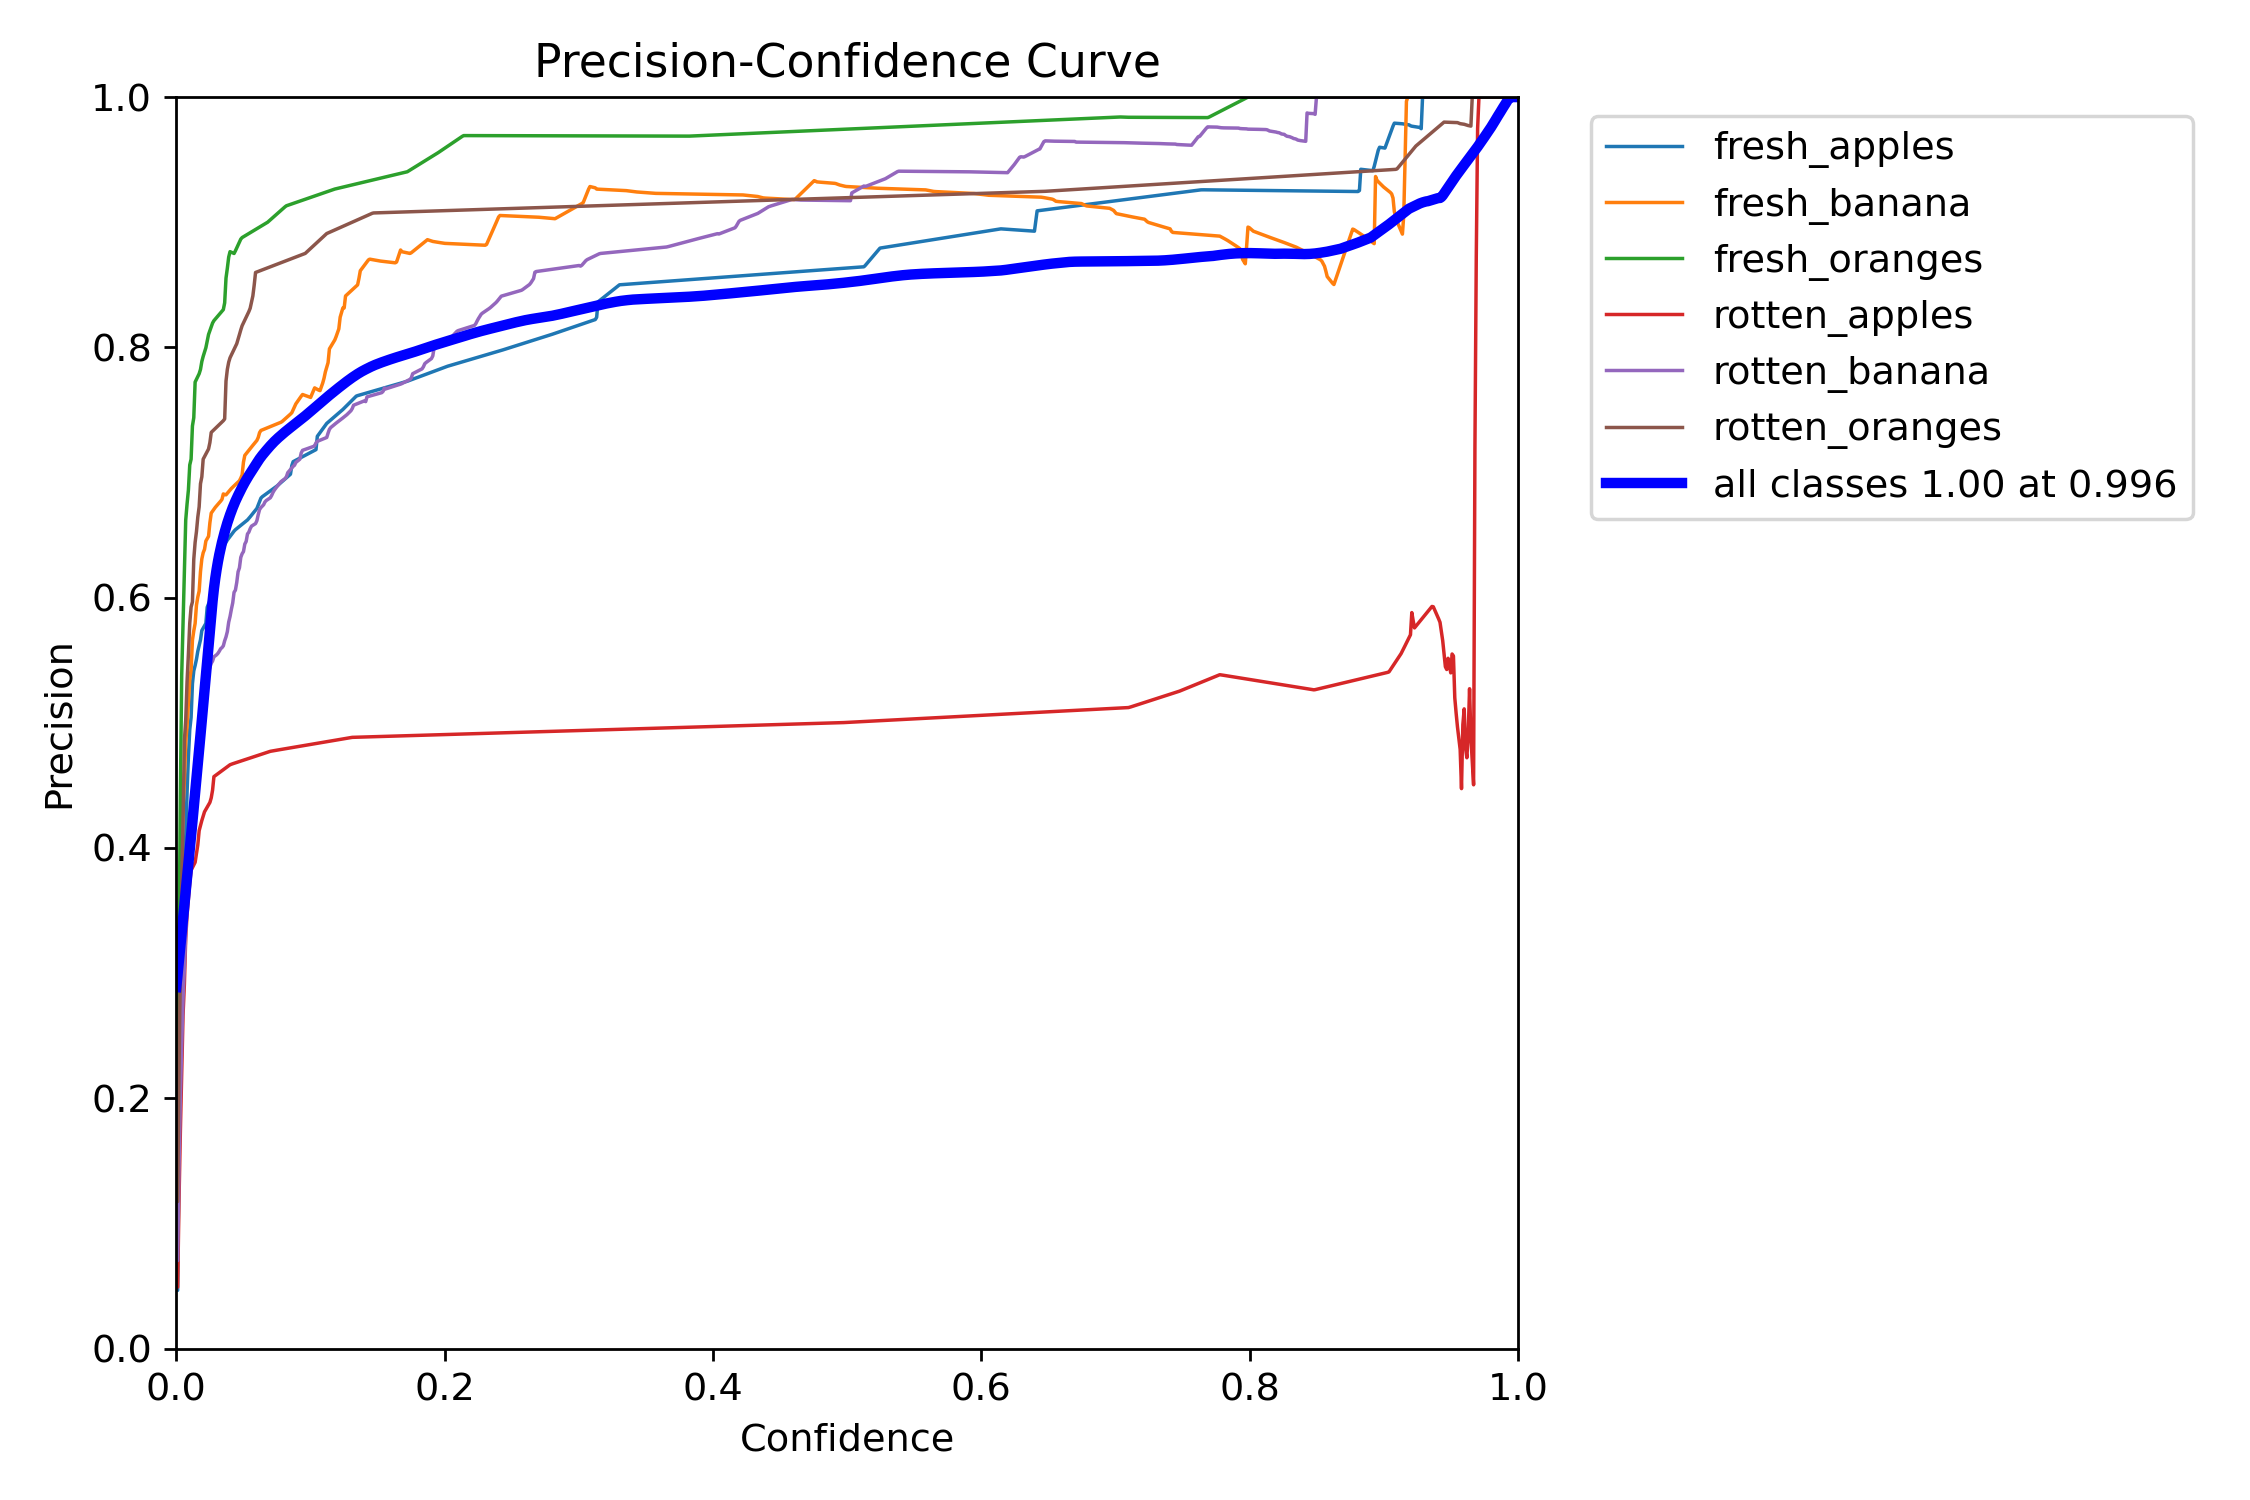 Precision-Confidence Curve
1.0
0.8
0.6
0.4
0.2
0.0
Precision
0.0 0.2 0.4 0.6 0.8 1.0
Confidence
fresh_apples
fresh_banana
fresh_oranges
rotten_apples
rotten_banana
rotten_oranges
all classes 1.00 at 0.996